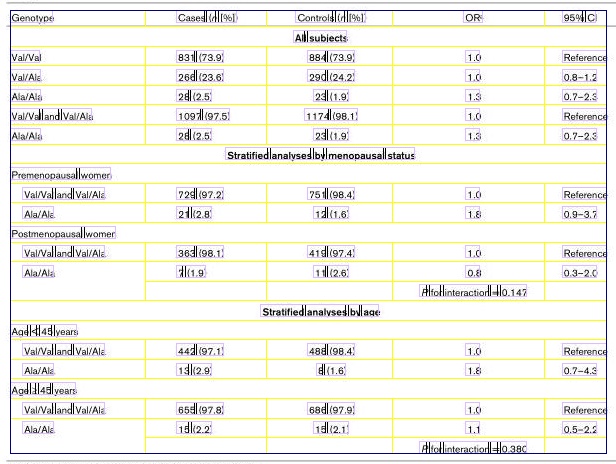 Genotype Cases (n [%]) Controls (n [%]) OR 95% CI
All subjects
Val/Val 831 (73.9) 884 (73.9) 1.0 Reference
Val/Ala 266 (23.6) 290 (24.2) 1.0 0.8–1.2
Ala/Ala 28 (2.5) 23 (1.9) 1.3 0.7–2.3
Val/Val and Val/Ala 1097 (97.5) 1174 (98.1) 1.0 Reference
Ala/Ala 28 (2.5) 23 (1.9) 1.3 0.7–2.3
Stratified analyses by menopausal status
Premenopausal women
Val/Val and Val/Ala 729 (97.2) 751 (98.4) 1.0 Reference
Ala/Ala 21 (2.8) 12 (1.6) 1.8 0.9–3.7
Postmenopausal women
Val/Val and Val/Ala 363 (98.1) 419 (97.4) 1.0 Reference
Ala/Ala 7 (1.9) 11 (2.6) 0.8 0.3–2.0
P for interaction = 0.147
Stratified analyses by age
Age < 45 years
Val/Val and Val/Ala 442 (97.1) 488 (98.4) 1.0 Reference
Ala/Ala 13 (2.9) 8 (1.6) 1.8 0.7–4.3
Age ≥ 45 years
Val/Val and Val/Ala 655 (97.8) 686 (97.9) 1.0 Reference
Ala/Ala 15 (2.2) 15 (2.1) 1.1 0.5–2.2
P for interaction = 0.380